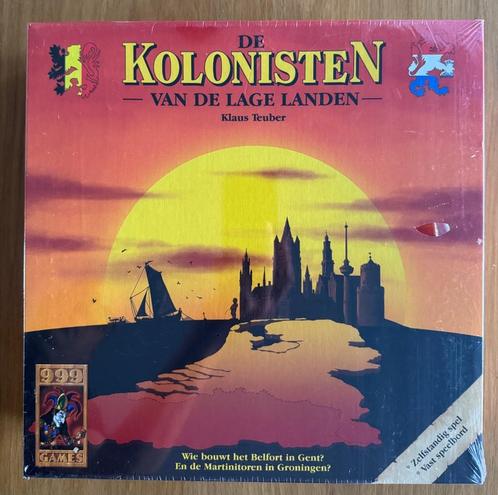 DE
KOLONISTEN
VAN DE LAGE LANDEN
Klaus Teuber
999
GAMES
Wie bouwt het Belfort in Gent?
En de Martinitoren in Groningen?
* Zelfstandig spel
* Vast speelbord